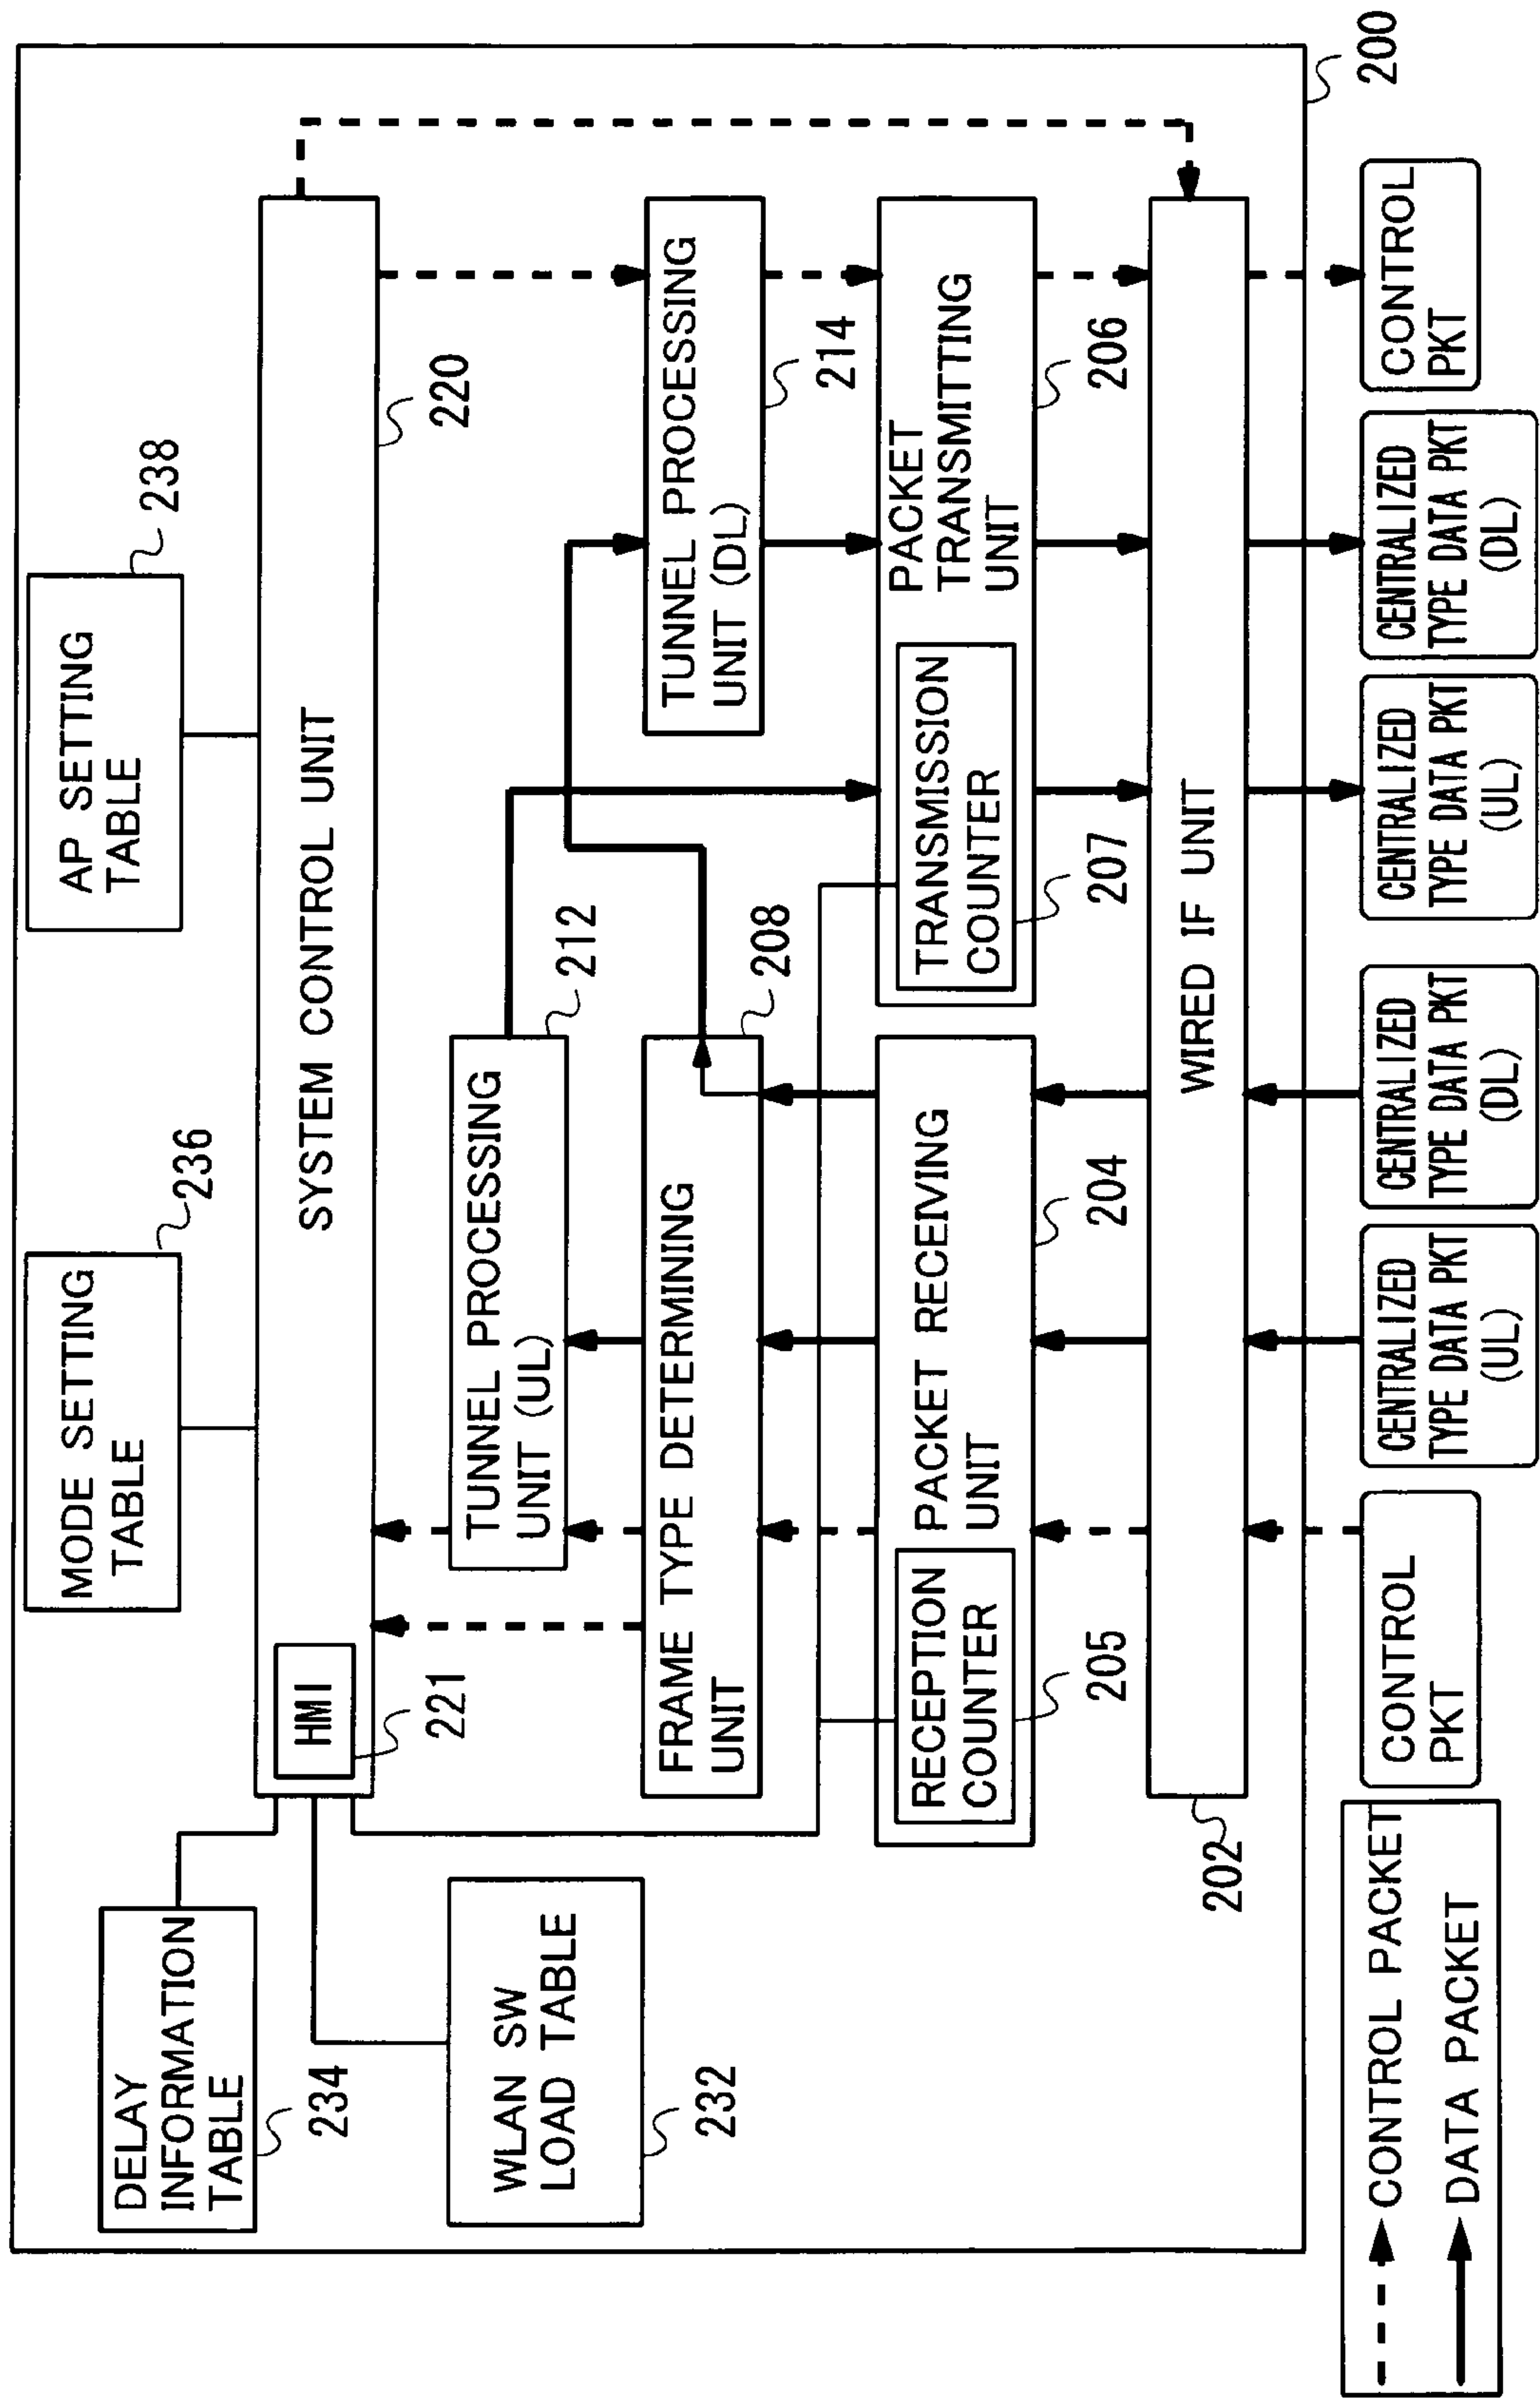 DELAY
INFORMATION
TABLE
234
MODE SETTING
TABLE
236
AP SETTING
TABLE
238
HMI
221
SYSTEM CONTROL UNIT
220
WLAN SW
LOAD TABLE
232
TUNNEL PROCESSING
UNIT (UL)
212
FRAME TYPE DETERMINING
UNIT
208
TUNNEL PROCESSING
UNIT (DL)
214
RECEPTION
COUNTER
205
PACKET RECEIVING
UNIT
204
TRANSMISSION
COUNTER
207
PACKET
TRANSMITTING
UNIT
206
WIRED IF UNIT
202
200
CONTROL
PKT
CENTRALIZED
TYPE DATA PKT
(UL)
CENTRALIZED
TYPE DATA PKT
(DL)
CENTRALIZED
TYPE DATA PKT
(UL)
CENTRALIZED
TYPE DATA PKT
(DL)
CONTROL
PKT
CONTROL PACKET
DATA PACKET